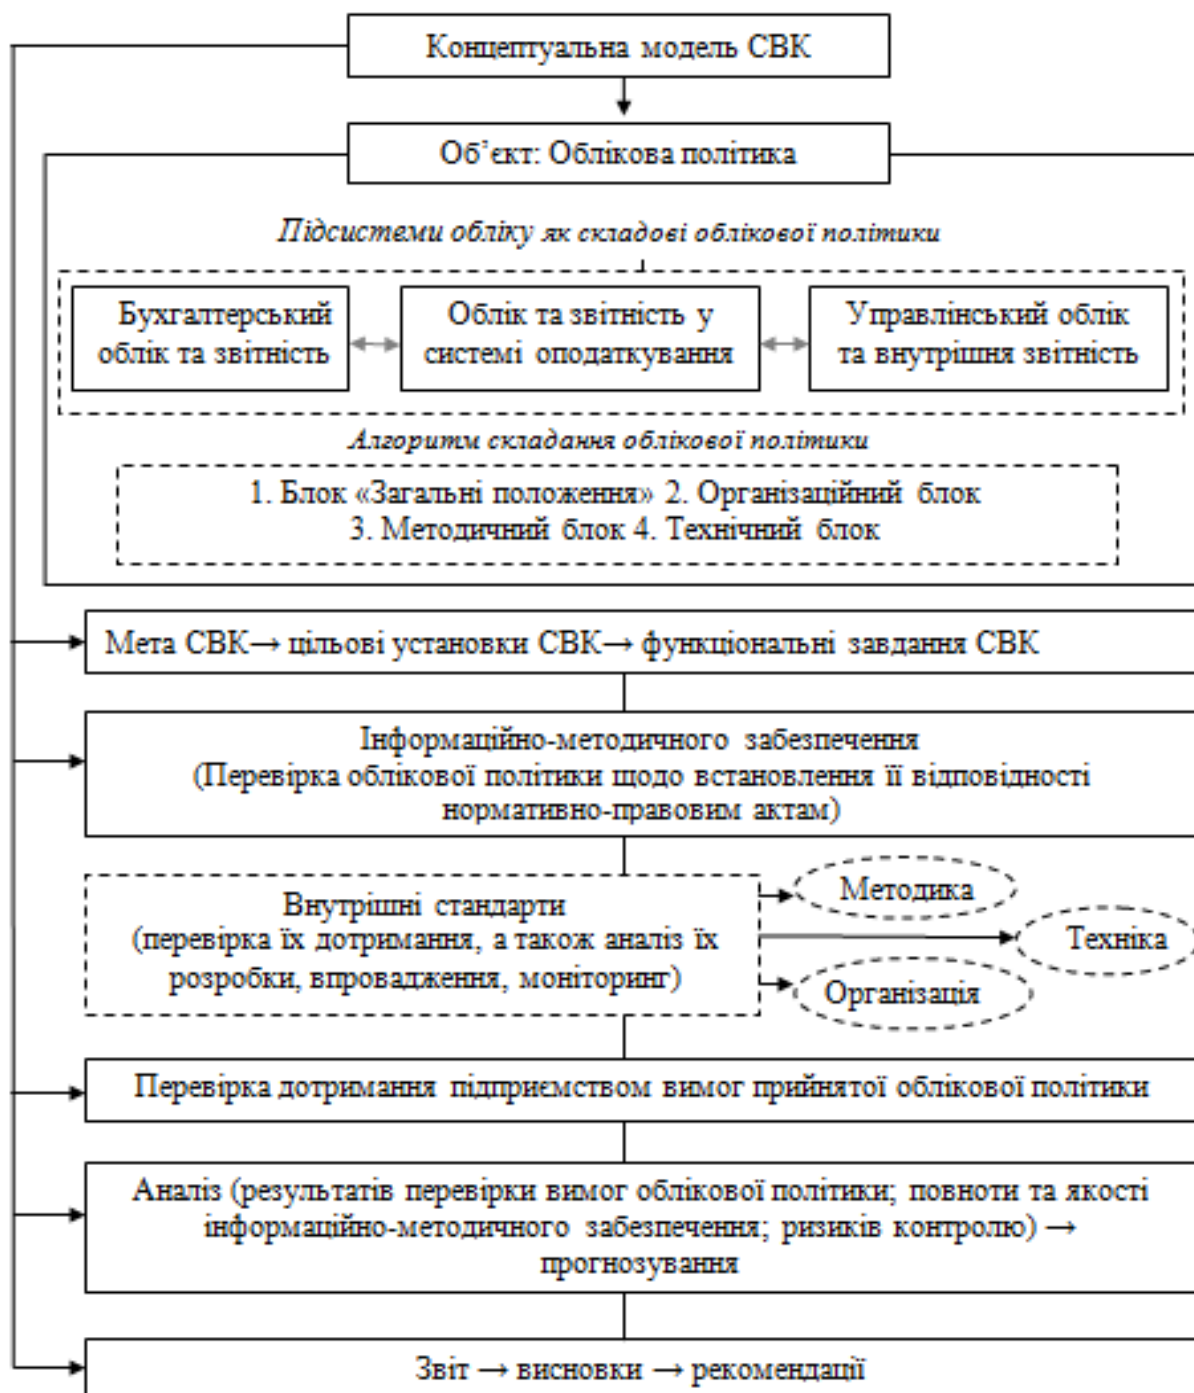 Концептуальна модель СВК
Об’єкт: Облікова політика
Підсистеми обліку як складові облікової політики
Бухгалтерський
облік та звітність
Облік та звітність у
системі оподаткування
Управлінський облік
та внутрішня звітність
Алгоритм складання облікової політики
1. Блок «Загальні положення» 2. Організаційний блок
3. Методичний блок 4. Технічний блок
Мета СВК→ цільові установки СВК→ функціональні завдання СВК
Інформаційно-методичного забезпечення
(Перевірка облікової політики щодо встановлення її відповідності
нормативно-правовим актам)
Внутрішні стандарти
(перевірка їх дотримання, а також аналіз їх
розробки, впровадження, моніторинг)
Методика
Техніка
Організація
Перевірка дотримання підприємством вимог прийнятої облікової політики
Аналіз (результатів перевірки вимог облікової політики; повноти та якості
інформаційно-методичного забезпечення; ризиків контролю) →
прогнозування
Звіт → висновки → рекомендації